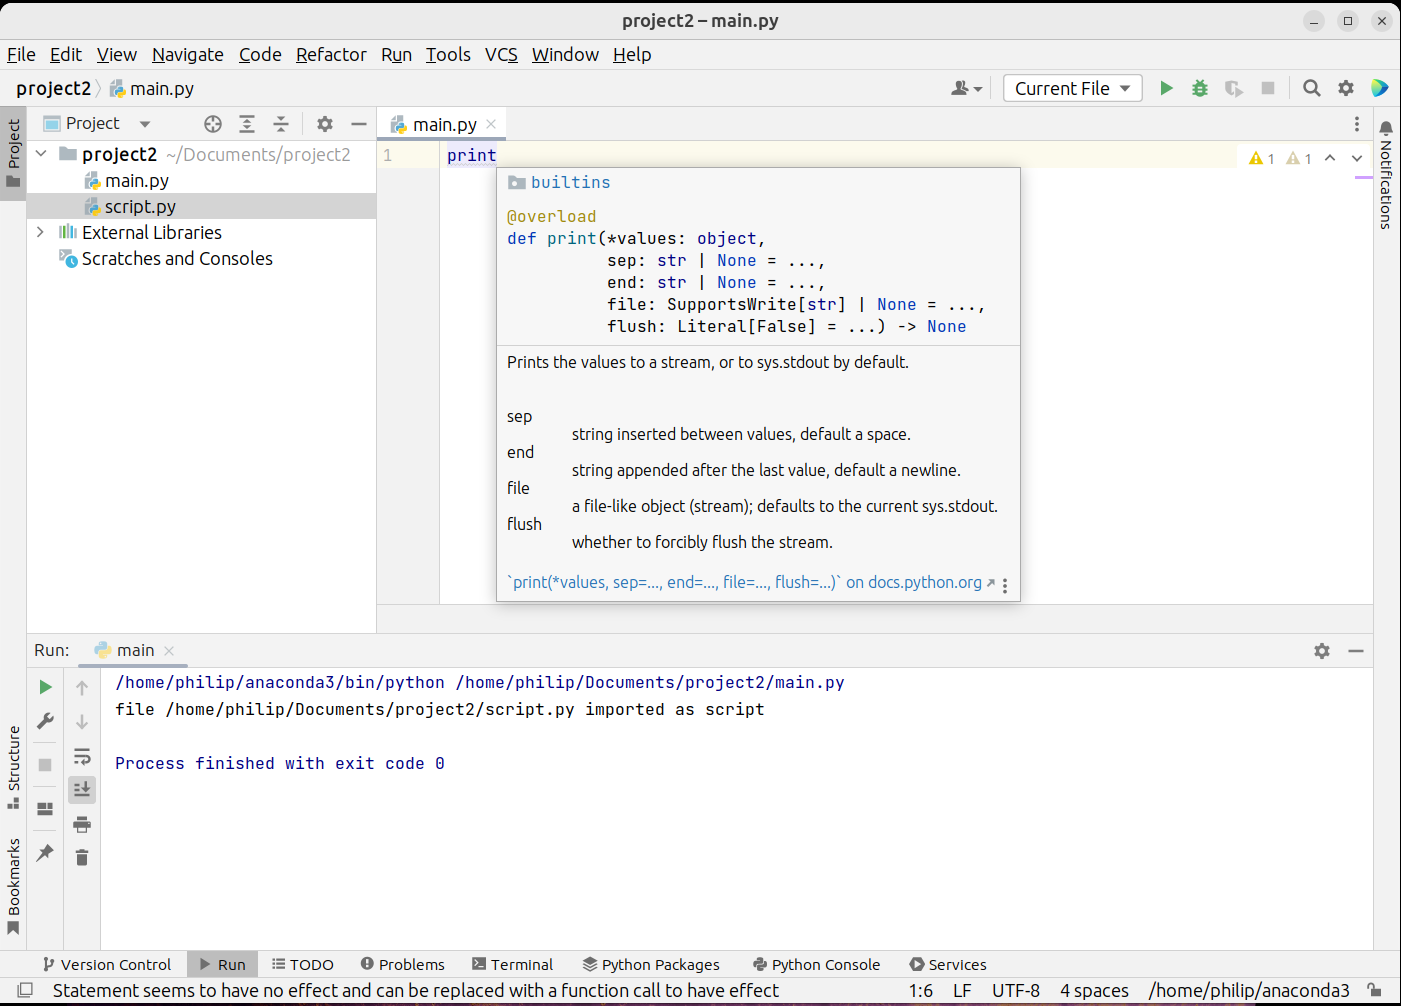 project2 – main.py
File Edit View Navigate Code Refactor Run Tools VCS Window Help
project2 main.py Current File
Project
Project
main.py
project2 ~/Documents/project2
main.py
script.py
External Libraries
Scratches and Consoles
1 print
1 1
Notifications
builtins
@overload
def print(*values: object,
sep: str | None = ...,
end: str | None = ...,
file: SupportsWrite[str] | None = ...,
flush: Literal[False] = ...) -> None
Prints the values to a stream, or to sys.stdout by default.
sep
string inserted between values, default a space.
end
string appended after the last value, default a newline.
file
a file-like object (stream); defaults to the current sys.stdout.
flush
whether to forcibly flush the stream.
`print(*values, sep=..., end=..., file=..., flush=...)` on docs.python.org
Run: main
/home/philip/anaconda3/bin/python /home/philip/Documents/project2/main.py
file /home/philip/Documents/project2/script.py imported as script
Process finished with exit code 0
Structure
Bookmarks
Version Control Run TODO Problems Terminal Python Packages Python Console Services
Statement seems to have no effect and can be replaced with a function call to have effect 1:6 LF UTF-8 4 spaces /home/philip/anaconda3